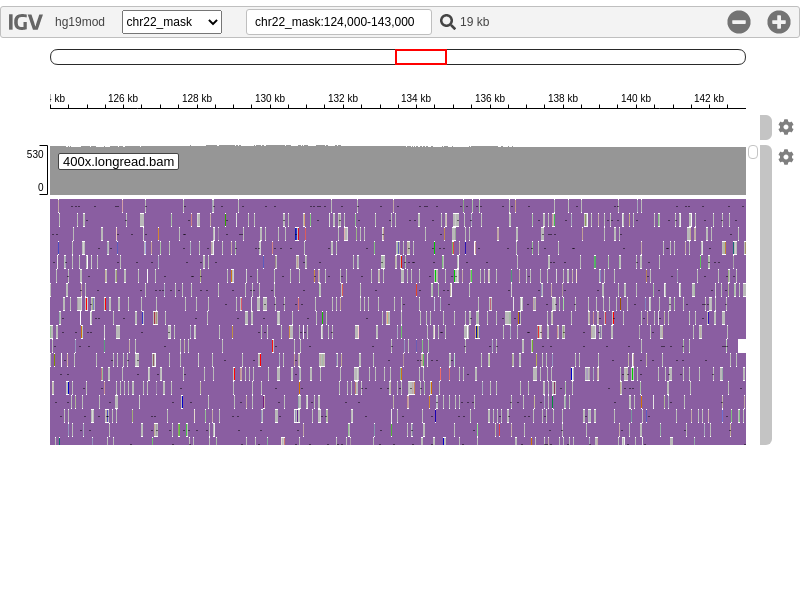 IGV hg19mod chr22_mask chr22_mask:124,000-143,000 19 kb
kb 126 kb 128 kb 130 kb 132 kb 134 kb 136 kb 138 kb 140 kb 142 kb
530 400x.longread.bam
0